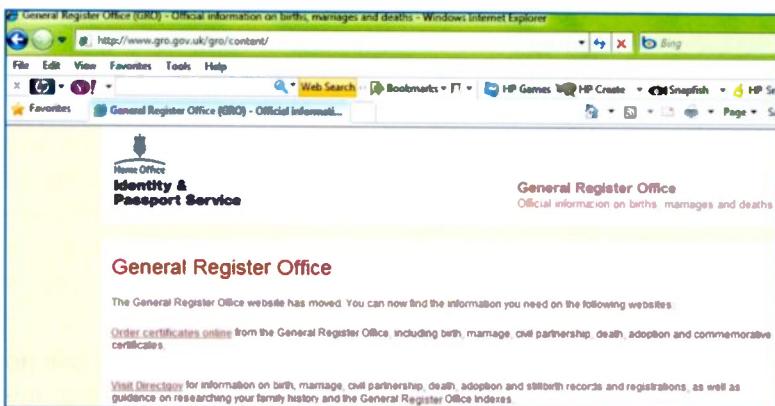 General Register Office (GRO) - Official information on births, marriages and deaths - Windows Internet Explorer
http://www.gro.gov.uk/gro/content/
Bing
File Edit View Favorites Tools Help
Web Search Bookmarks HP Games HP Create Snapfish HP
Favorites General Register Office (GRO) - Official informati... Page
Home Office
Identity &
Passport Service
General Register Office
Official information on births marriages and deaths
General Register Office
The General Register Office website has moved. You can now find the information you need on the following websites.
Order certificates online from the General Register Office, including birth, marriage, civil partnership, death, adoption and commemorative
certificates.
Visit Directgov for information on birth, marriage, civil partnership, death, adoption and stillbirth records and registrations, as well as
guidance on researching your family history and the General Register Office Indexes.